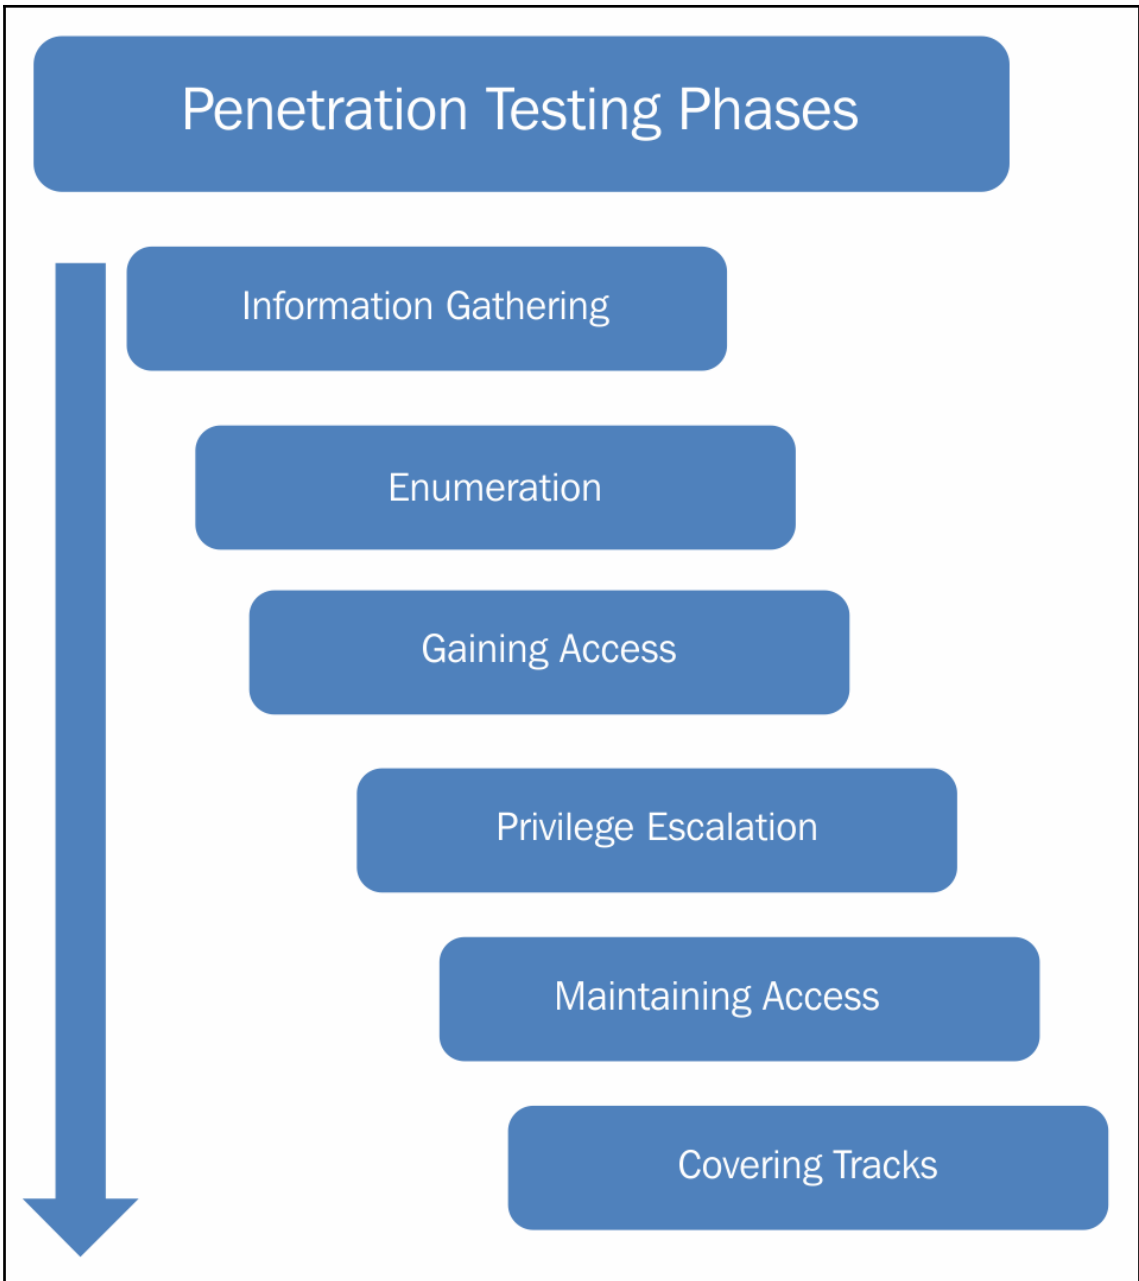 Penetration Testing Phases
Information Gathering
Enumeration
Gaining Access
Privilege Escalation
Maintaining Access
Covering Tracks